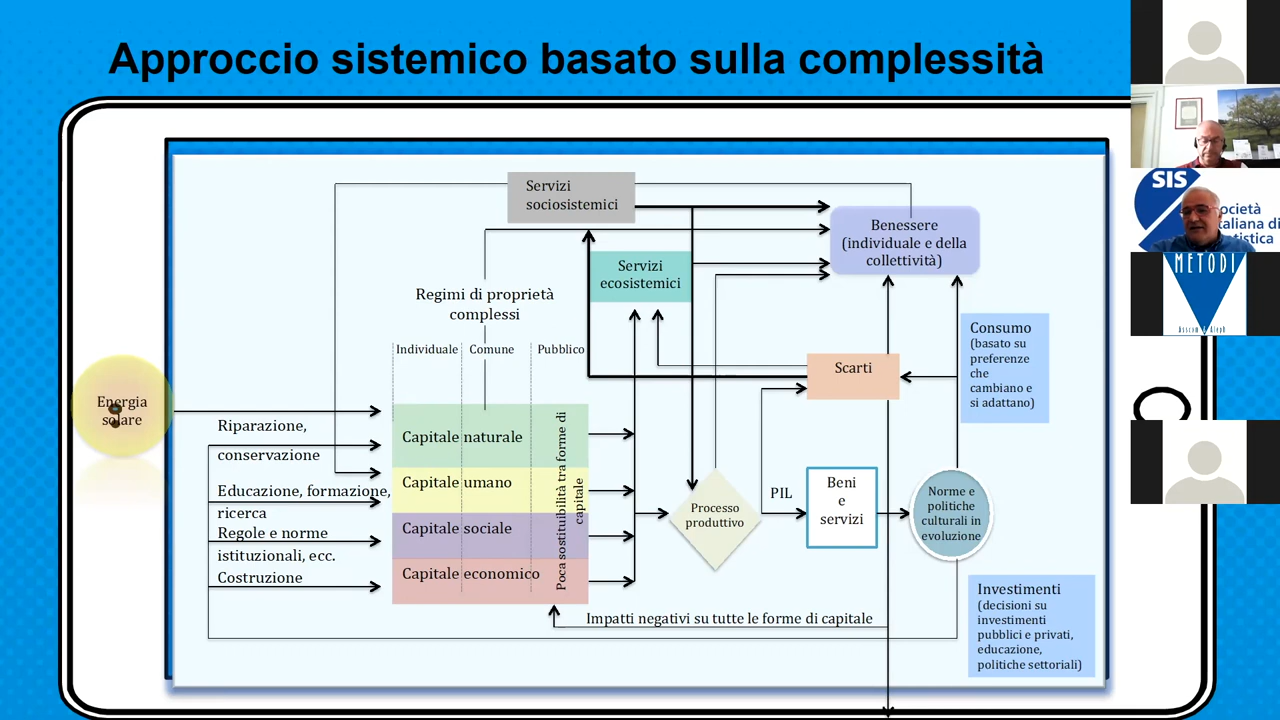 Approccio sistemico basato sulla complessità
Servizi
sociosistemici
Benessere
(individuale e della
collettività)
Servizi
ecosistemici
Regimi di proprietà
complessi
Individuale
Comune
Pubblico
Consumo
(basato su
preferenze
che
cambiano e
si adattano)
Scarti
Energia
solare
Riparazione,
conservazione
Educazione, formazione,
ricerca
Regole e norme
istituzionali, ecc.
Costruzione
Capitale naturale
Capitale umano
Capitale sociale
Capitale economico
Poca sostituibilità tra forme di
capitale
Processo
produttivo
PIL
Beni
e
servizi
Norme e
politiche
culturali in
evoluzione
Impatti negativi su tutte le forme di capitale
Investimenti
(decisioni su
investimenti
pubblici e privati,
educazione,
politiche settoriali)
SIS
ocietà
taliana di
tistica
METODI